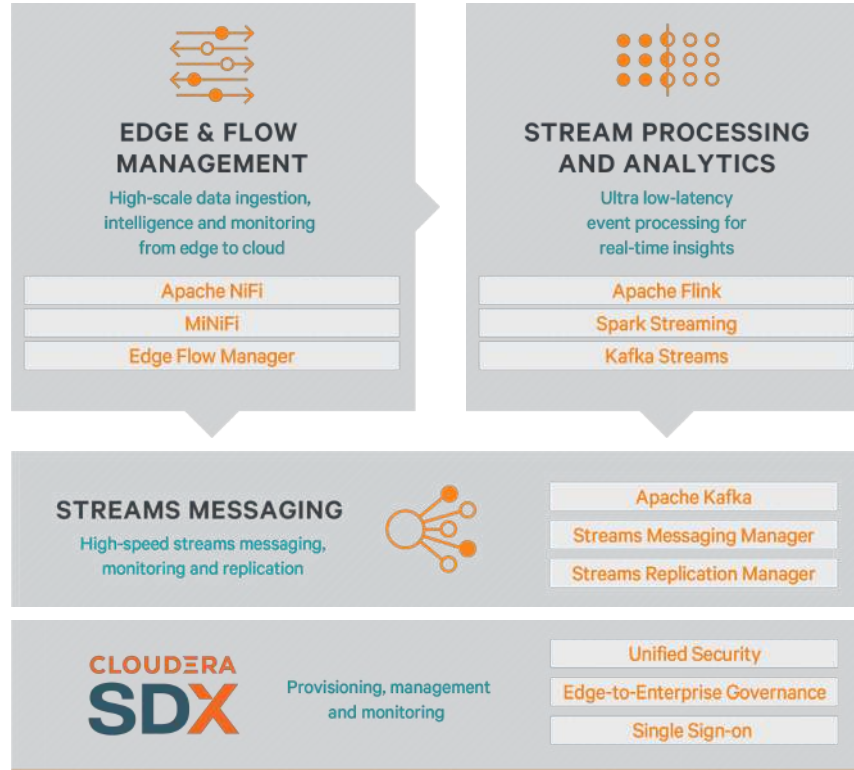 EDGE & FLOW
MANAGEMENT
High-scale data ingestion,
intelligence and monitoring
from edge to cloud
Apache NiFi
MiNiFi
Edge Flow Manager
STREAM PROCESSING
AND ANALYTICS
Ultra low-latency
event processing for
real-time insights
Apache Flink
Spark Streaming
Kafka Streams
STREAMS MESSAGING
High-speed streams messaging,
monitoring and replication
Apache Kafka
Streams Messaging Manager
Streams Replication Manager
CLOUDERA
SDX
Provisioning, management
and monitoring
Unified Security
Edge-to-Enterprise Governance
Single Sign-on